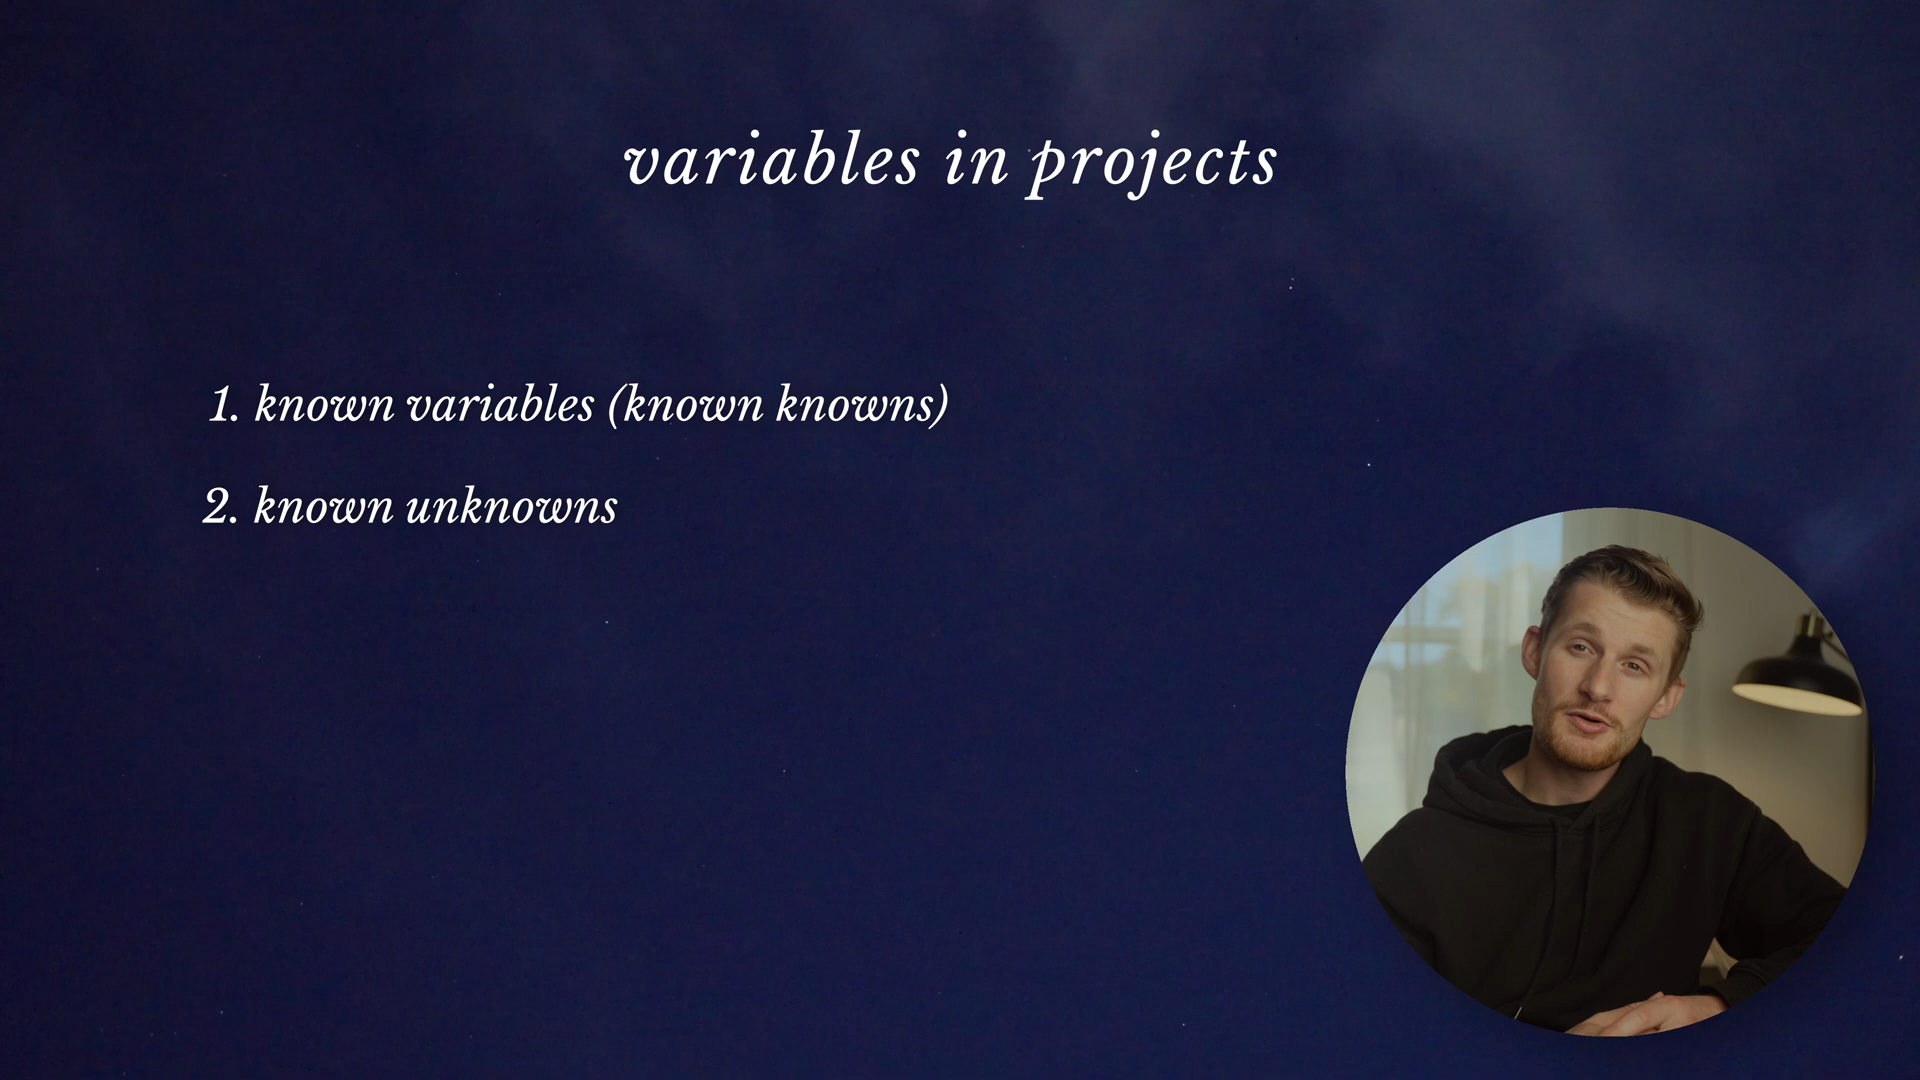 variables in projects
1. known variables (known knowns)
2. known unknowns